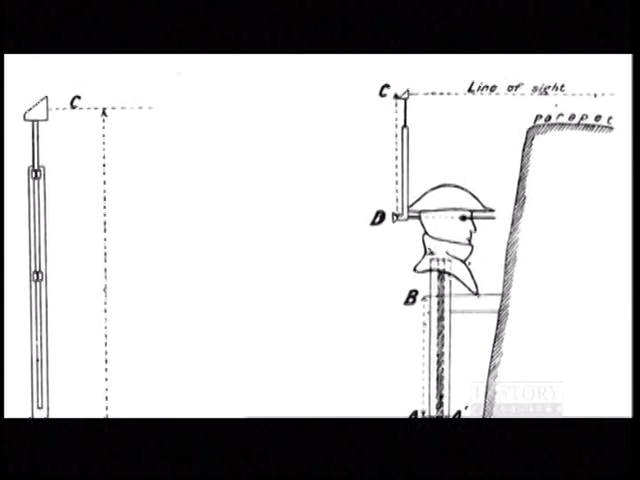 C
C
Line of sight
parapet
D
B
A A'
HISTORY